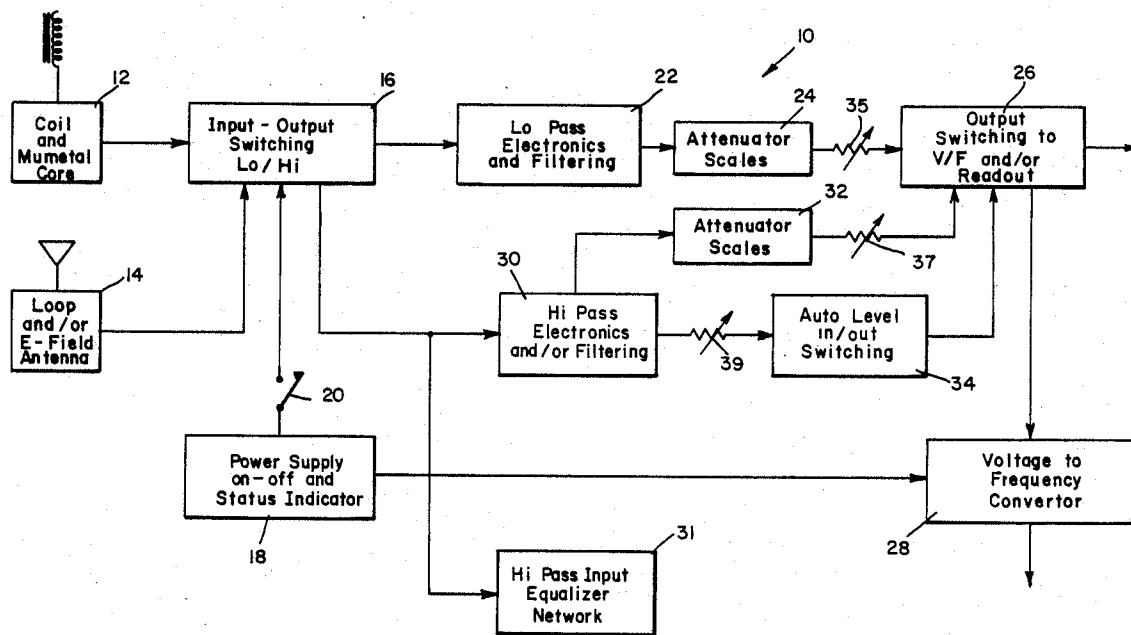 10
12
Coil
and
Mumetal
Core
16
Input - Output
Switching
Lo / Hi
22
Lo Pass
Electronics
and Filtering
24
Attenuator
Scales
35
26
Output
Switching to
V/F and/or
Readout
32
Attenuator
Scales
37
14
Loop
and / or
E - Field
Antenna
30
Hi Pass
Electronics
and/or Filtering
39
Auto Level
in/out
Switching
34
20
Power Supply
on-off and
Status Indicator
18
Voltage to
Frequency
Convertor
28
31
Hi Pass Input
Equalizer
Network